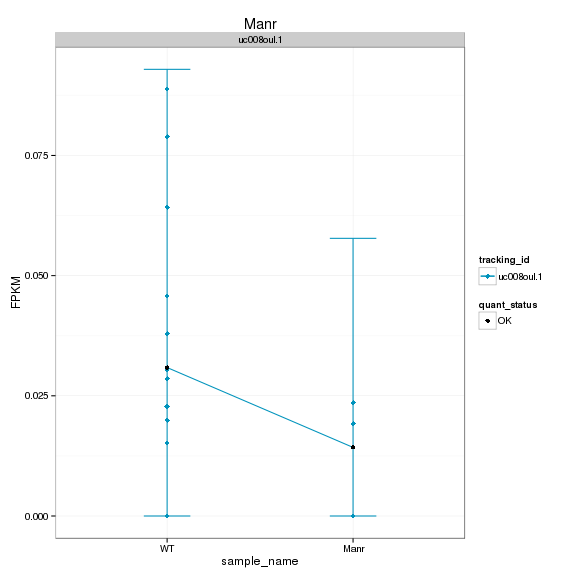 Manr
uc008oul.1
0.075
0.050
0.025
0.000
FPKM
WT
Manr
sample_name
tracking_id
uc008oul.1
quant_status
OK